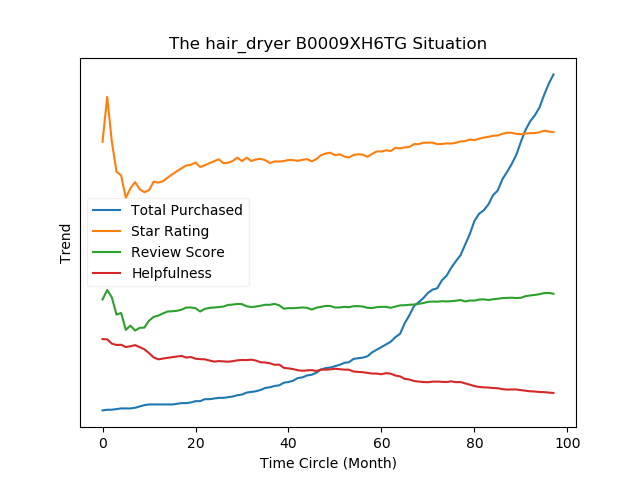 The hair_dryer B0009XH6TG Situation
Trend
Total Purchased
Star Rating
Review Score
Helpfulness
0 20 40 60 80 100
Time Circle (Month)